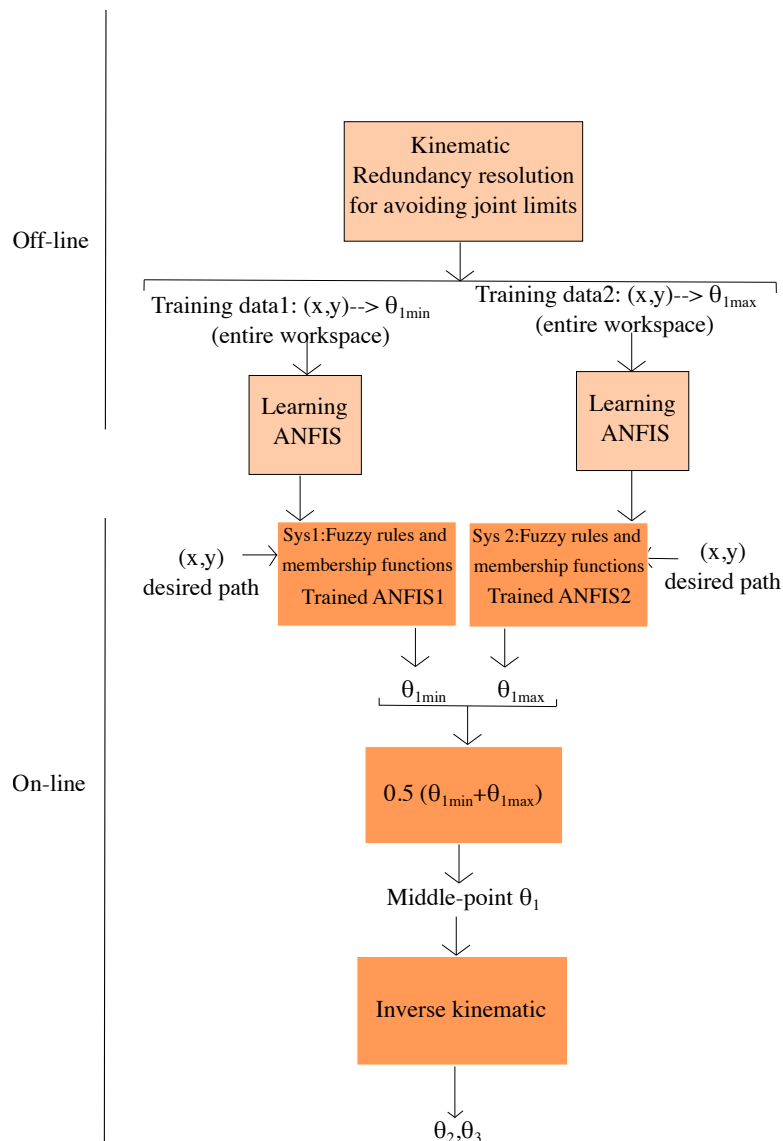 Kinematic
Redundancy resolution
for avoiding joint limits
Off-line
Training data1: (x,y)--> θ1min
(entire workspace)
Training data2: (x,y)--> θ1max
(entire workspace)
Learning
ANFIS
Learning
ANFIS
Sys1:Fuzzy rules and
membership functions
Trained ANFIS1
Sys 2:Fuzzy rules and
membership functions
Trained ANFIS2
(x,y)
desired path
(x,y)
desired path
θ1min
θ1max
On-line
0.5 (θ1min+θ1max)
Middle-point θ1
Inverse kinematic
θ2,θ3